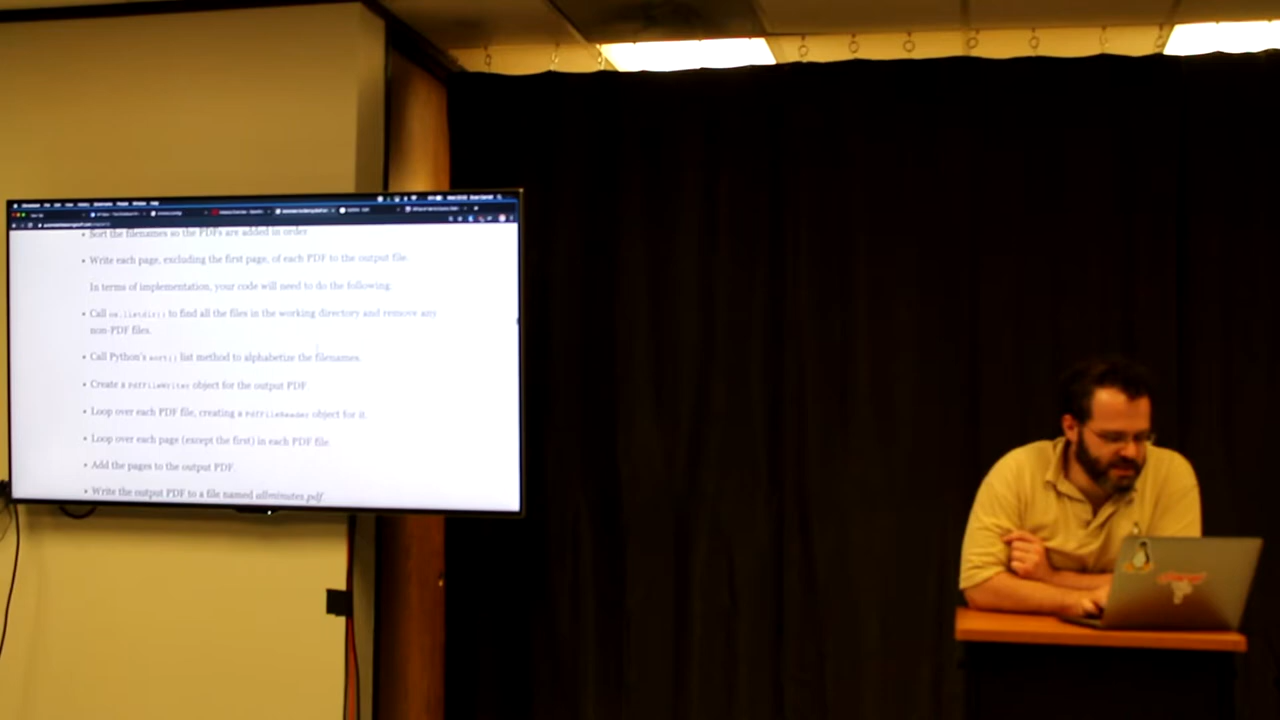 • Sort the filenames so the PDFs are added in order
• Write each page, excluding the first page, of each PDF to the output file.
In terms of implementation, your code will need to do the following:
• Call os.listdir() to find all the files in the working directory and remove any
non-PDF files.
• Call Python's sort() list method to alphabetize the filenames.
• Create a PdfFileWriter object for the output PDF.
• Loop over each PDF file, creating a PdfFileReader object for it.
• Loop over each page (except the first) in each PDF file.
• Add the pages to the output PDF.
• Write the output PDF to a file named allminutes.pdf.